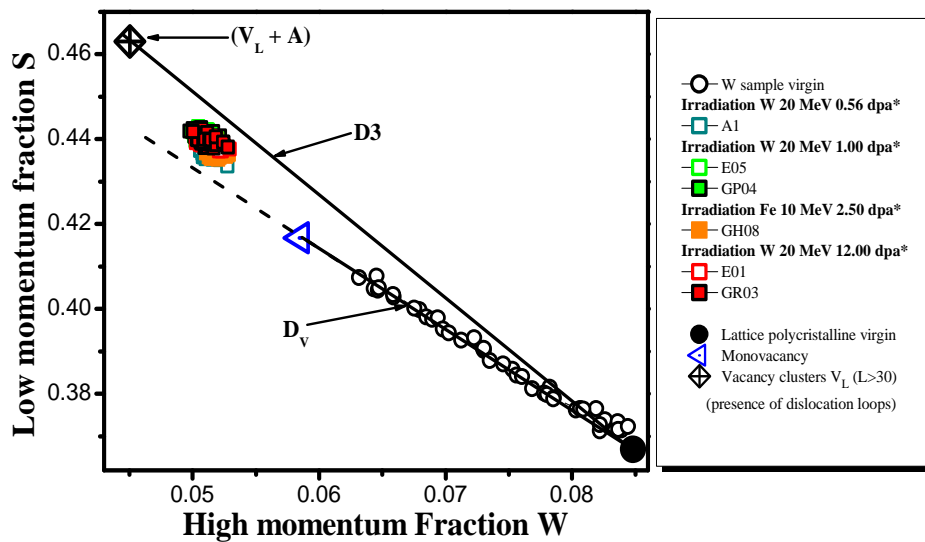 Low momentum fraction S
0.46
0.44
0.42
0.40
0.38
(V_L + A)
D3
D_V
0.05 0.06 0.07 0.08
High momentum Fraction W
W sample virgin
Irradiation W 20 MeV 0.56 dpa*
A1
Irradiation W 20 MeV 1.00 dpa*
E05
GP04
Irradiation Fe 10 MeV 2.50 dpa*
GH08
Irradiation W 20 MeV 12.00 dpa*
E01
GR03
Lattice polycristalline virgin
Monovacancy
Vacancy clusters V_L (L>30)
(presence of dislocation loops)